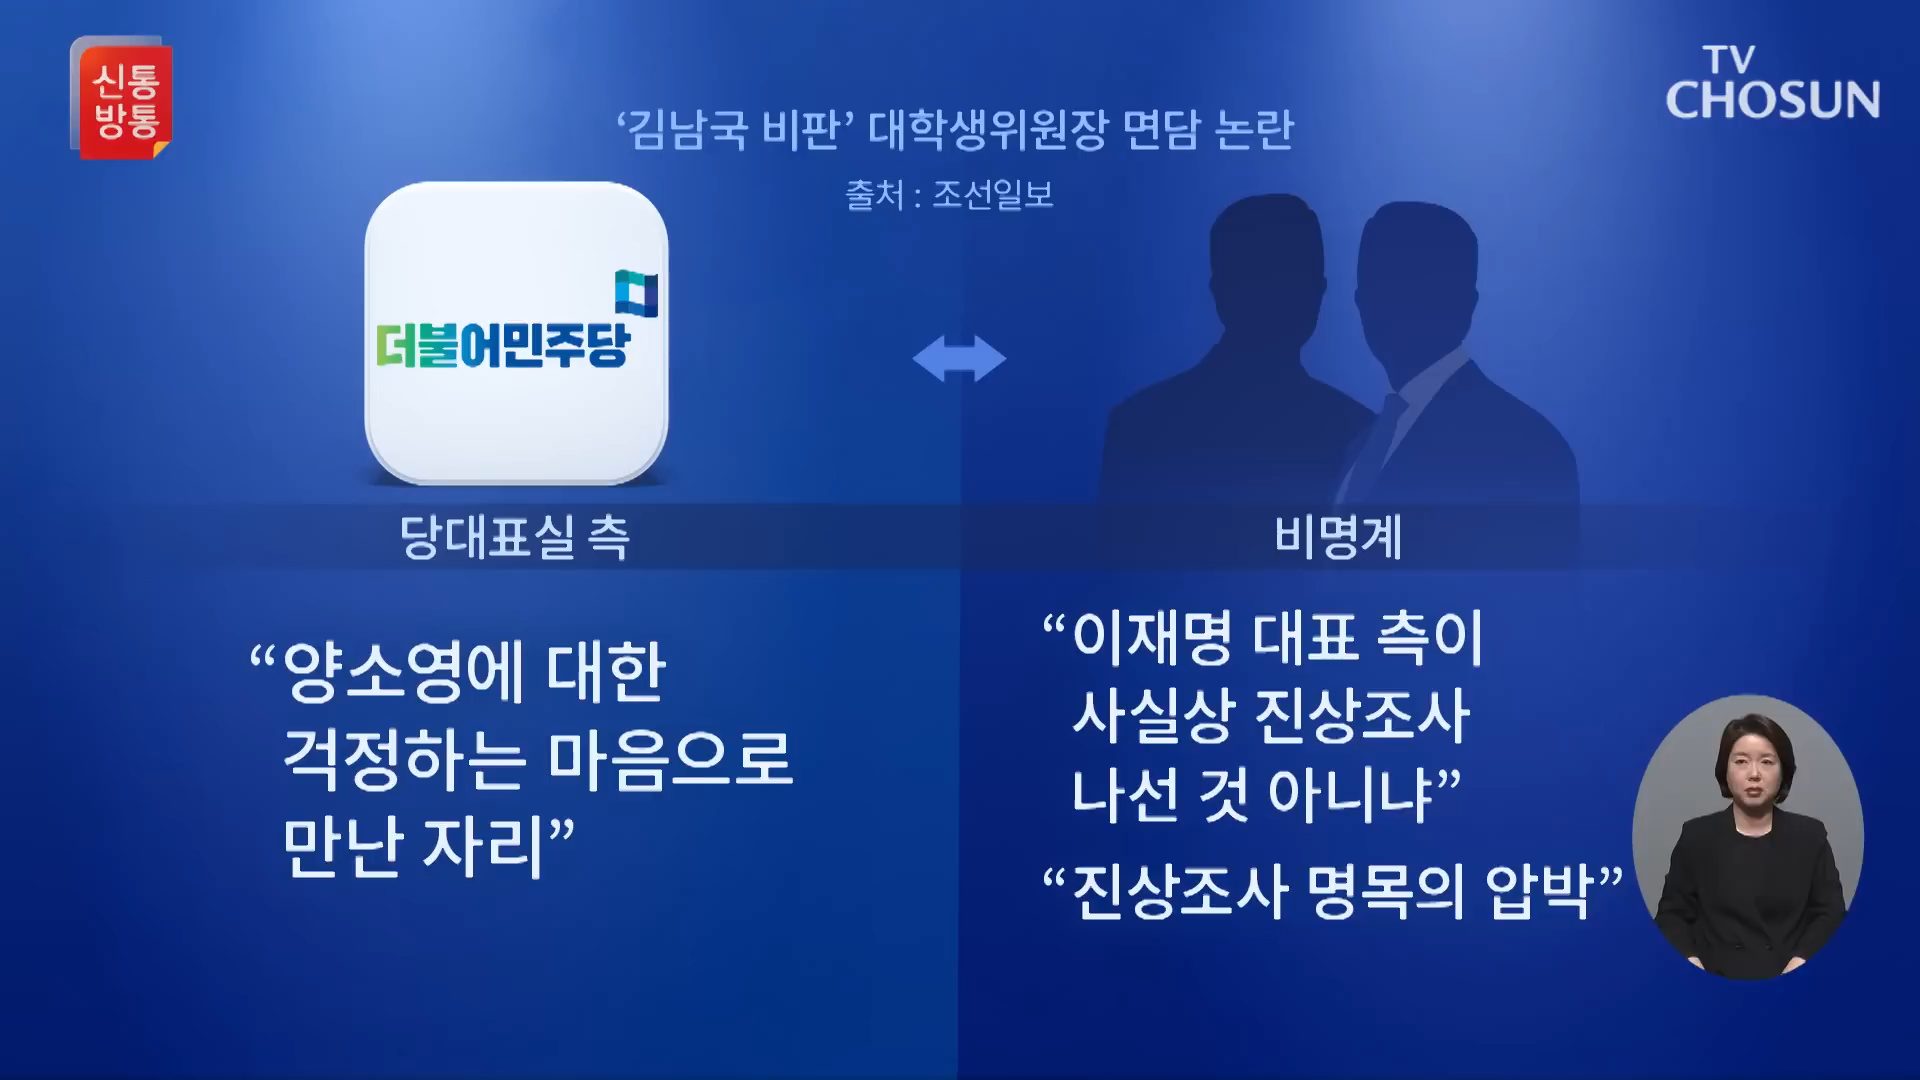 신통
방통
TV
CHOSUN
‘김남국 비판’ 대학생위원장 면담 논란
출처 : 조선일보
더불어민주당
당대표실 측
“양소영에 대한
걱정하는 마음으로
만난 자리”
비명계
“이재명 대표 측이
사실상 진상조사
나선 것 아니냐”
“진상조사 명목의 압박”